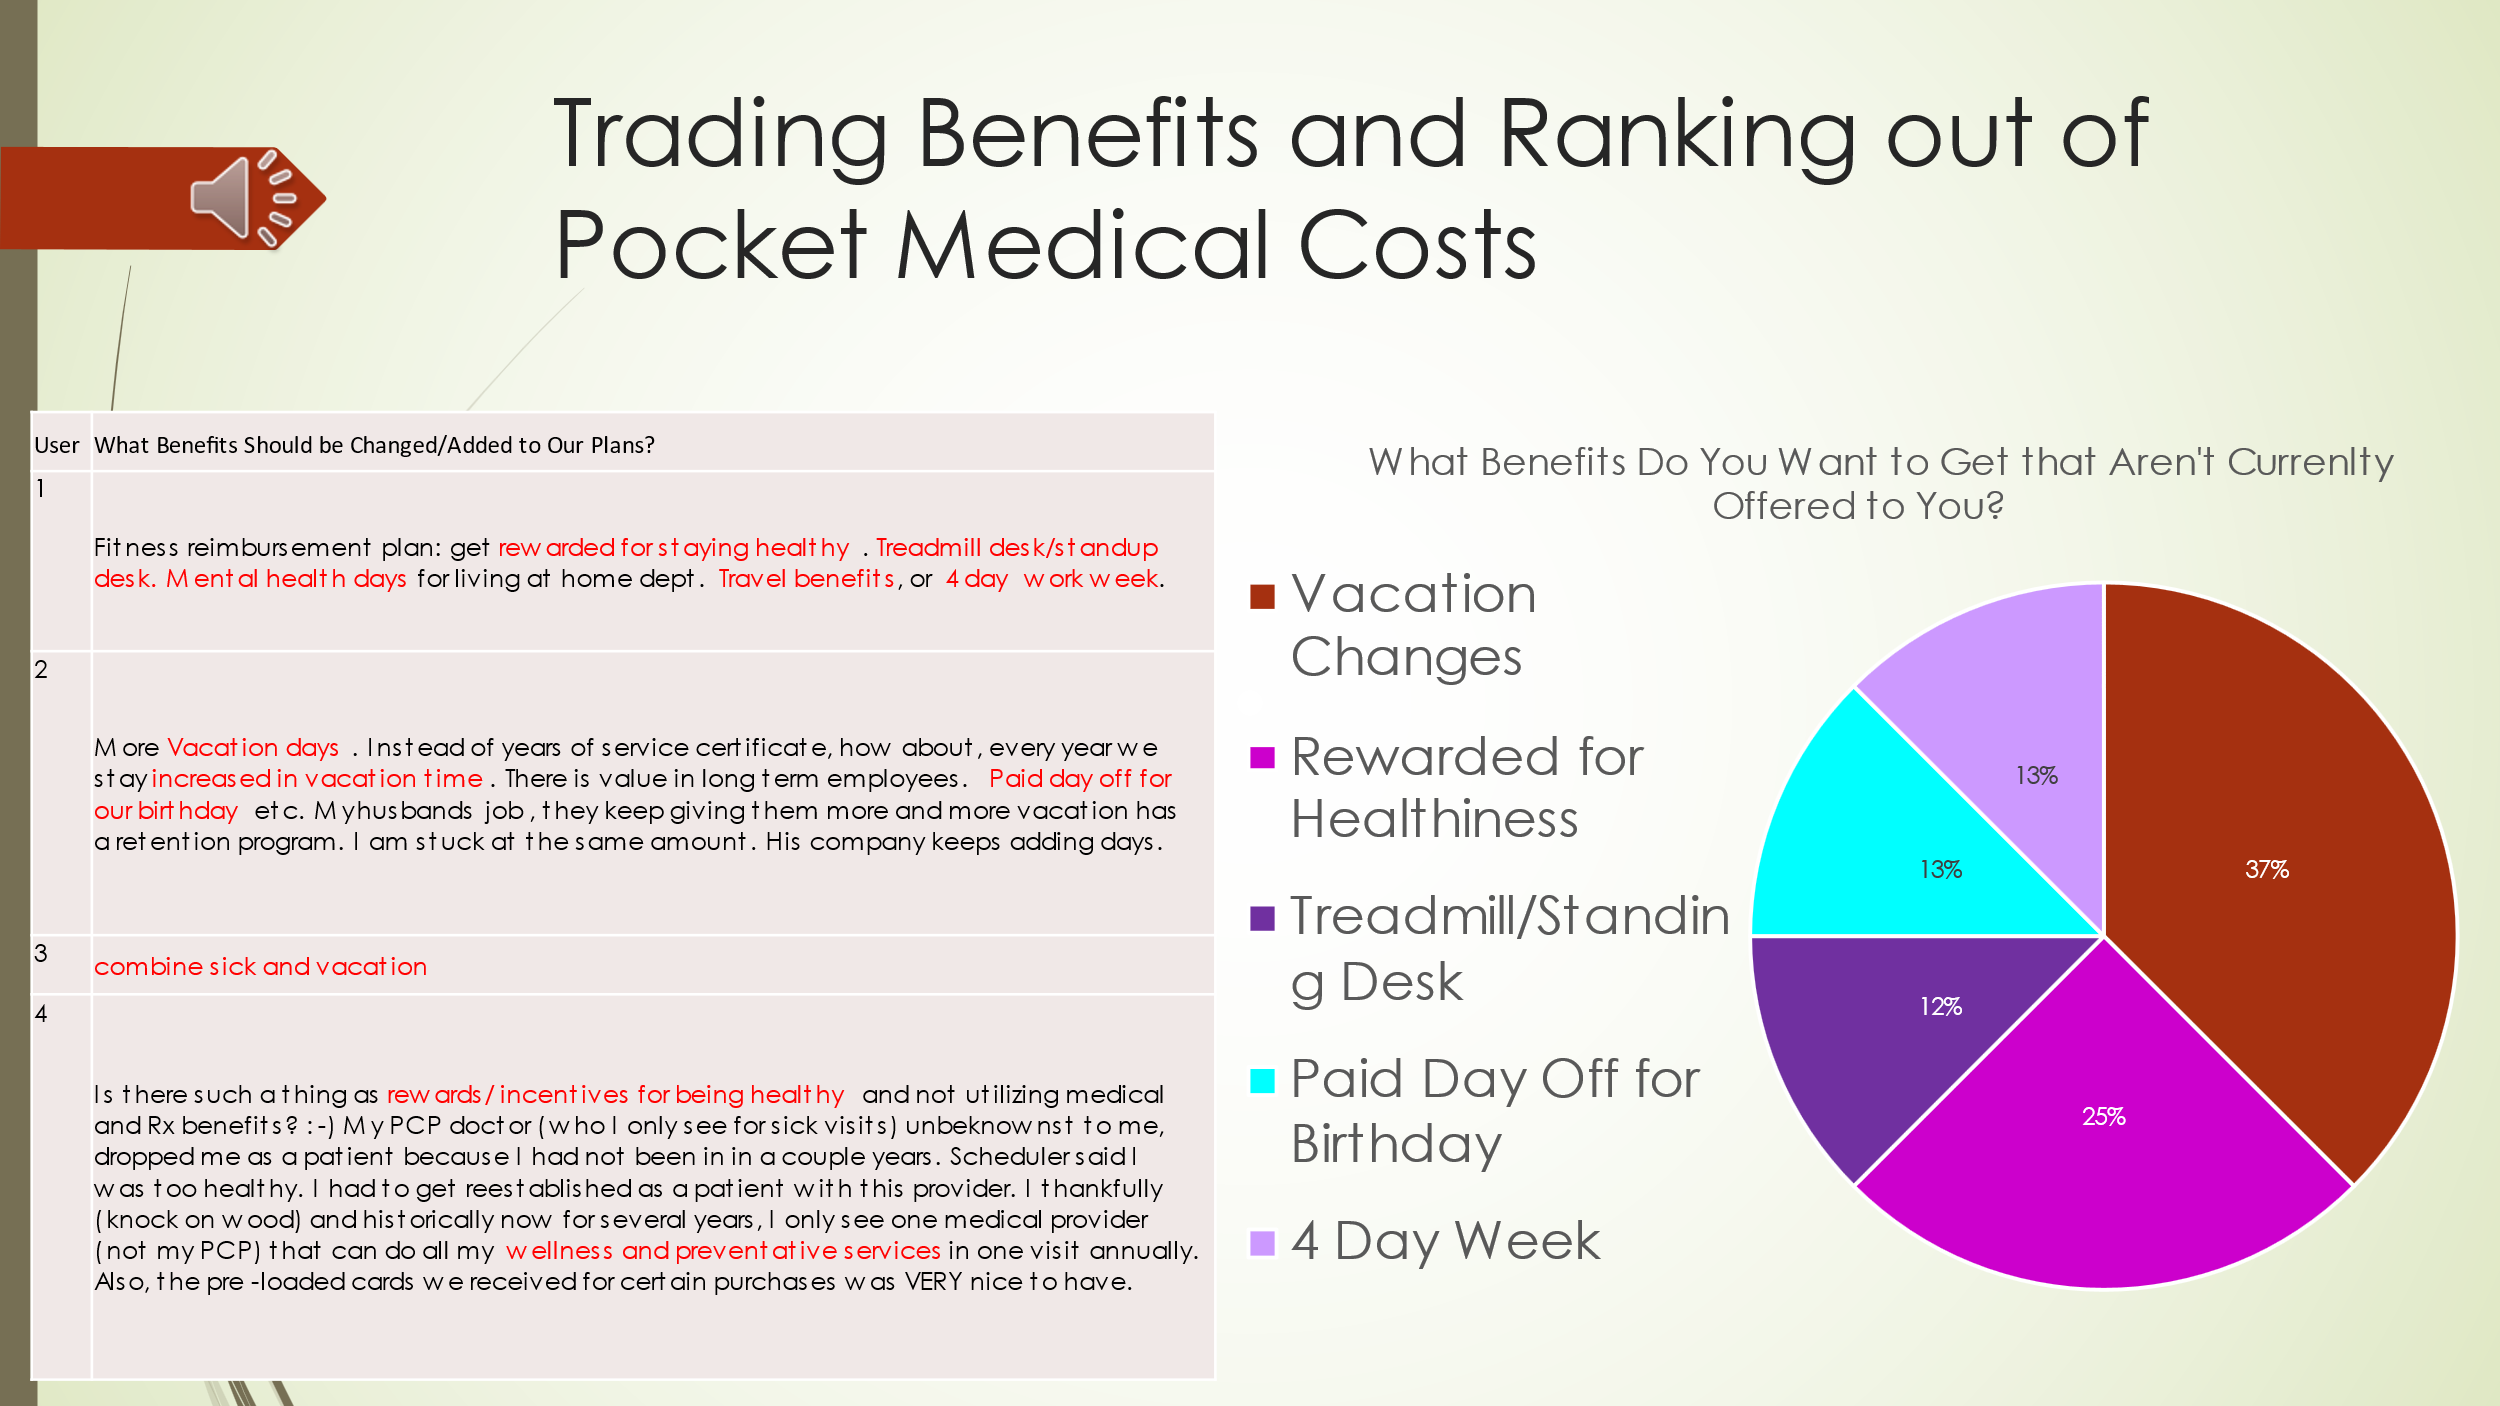 Trading Benefits and Ranking out of
Pocket Medical Costs
User What Benefits Should be Changed/Added to Our Plans?
1
Fitness reimbursement plan: get rewarded for staying healthy . Treadmill desk/standup
desk. Mental health days for living at home dept. Travel benefits, or 4 day work week.
2
More Vacation days . Instead of years of service certificate, how about, every year we
stay increased in vacation time . There is value in long term employees. Paid day off for
our birthday etc. My husbands job , they keep giving them more and more vacation has
a retention program. I am stuck at the same amount. His company keeps adding days.
3
combine sick and vacation
4
Is there such a thing as rewards/incentives for being healthy and not utilizing medical
and Rx benefits? :-) My PCP doctor (who I only see for sick visits) unbeknownst to me,
dropped me as a patient because I had not been in in a couple years. Scheduler said I
was too healthy. I had to get reestablished as a patient with this provider. I thankfully
(knock on wood) and historically now for several years, I only see one medical provider
(not my PCP) that can do all my wellness and preventative services in one visit annually.
Also, the pre -loaded cards we received for certain purchases was VERY nice to have.
What Benefits Do You Want to Get that Aren't Currenlty
Offered to You?
Vacation
Changes
Rewarded for
Healthiness
Treadmill/Standin
g Desk
Paid Day Off for
Birthday
4 Day Week
13%
37%
13%
12%
25%